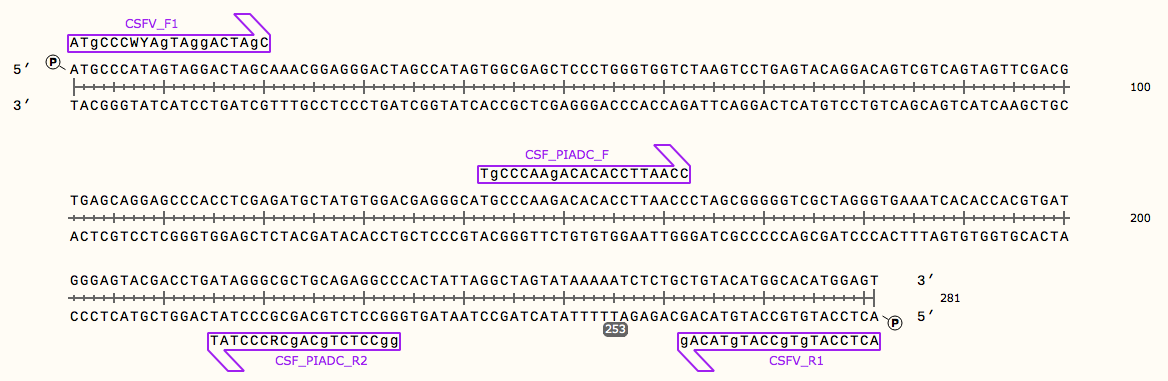 CSFV_F1
ATgCCCWYAgTAggACTAgC
5′ P ATGCCCATAGTAGGACTAGCAAACGGAGGGACTAGCCATAGTGGCGAGCTCCCTGGGTGGTCTAAGTCCTGAGTACAGGACAGTCGTCAGTAGTTCGACG
100
3′ TACGGGTATCATCCTGATCGTTTGCCTCCCTGATCGGTATCACCGCTCGAGGGACCCACCAGATTCAGGACTCATGTCCTGTCAGCAGTCATCAAGCTGC
CSF_PIADC_F
TgCCCAAgACACACCTTAACC
TGAGCAGGAGCCCACCTCGAGATGCTATGTGGACGAGGGCATGCCCAAGACACACCTTAACCCTAGCGGGGGTCGCTAGGGTGAAATCACACCACGTGAT
200
ACTCGTCCTCGGGTGGAGCTCTACGATACACCTGCTCCCGTACGGGTTCTGTGTGGAATTGGGATCGCCCCCAGCGATCCCACTTTAGTGTGGTGCACTA
GGGAGTACGACCTGATAGGGCGCTGCAGAGGCCCACTATTAGGCTAGTATAAAAATCTCTGCTGTACATGGCACATGGAGT 3′
281
CCCTCATGCTGGACTATCCCGCGACGTCTCCGGGTGATAATCCGATCATATTTTTAGAGACGACATGTACCGTGTACCTCA P 5′
253
TATCCCRCgACgTCTCCgg gACATgTACCgTgTACCTCA
CSF_PIADC_R2 CSFV_R1